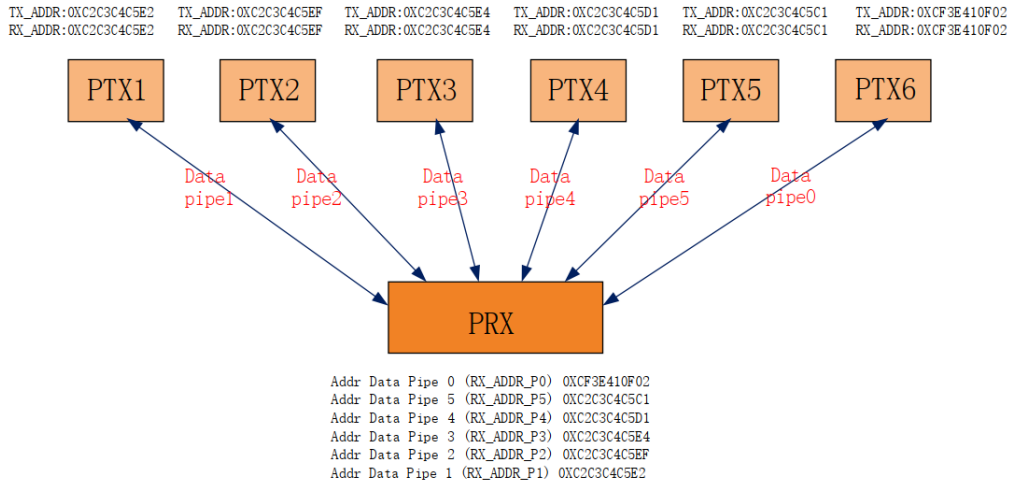 TX_ADDR:0XC2C3C4C5E2 TX_ADDR:0XC2C3C4C5EF TX_ADDR:0XC2C3C4C5E4 TX_ADDR:0XC2C3C4C5D1 TX_ADDR:0XC2C3C4C5C1 TX_ADDR:0XCF3E410F02
RX_ADDR:0XC2C3C4C5E2 RX_ADDR:0XC2C3C4C5EF RX_ADDR:0XC2C3C4C5E4 RX_ADDR:0XC2C3C4C5D1 RX_ADDR:0XC2C3C4C5C1 RX_ADDR:0XCF3E410F02
PTX1 PTX2 PTX3 PTX4 PTX5 PTX6
Data Data Data Data Data Data
pipe1 pipe2 pipe3 pipe4 pipe5 pipe0
PRX
Addr Data Pipe 0 (RX_ADDR_P0) 0XCF3E410F02
Addr Data Pipe 5 (RX_ADDR_P5) 0XC2C3C4C5C1
Addr Data Pipe 4 (RX_ADDR_P4) 0XC2C3C4C5D1
Addr Data Pipe 3 (RX_ADDR_P3) 0XC2C3C4C5E4
Addr Data Pipe 2 (RX_ADDR_P2) 0XC2C3C4C5EF
Addr Data Pipe 1 (RX_ADDR_P1) 0XC2C3C4C5E2